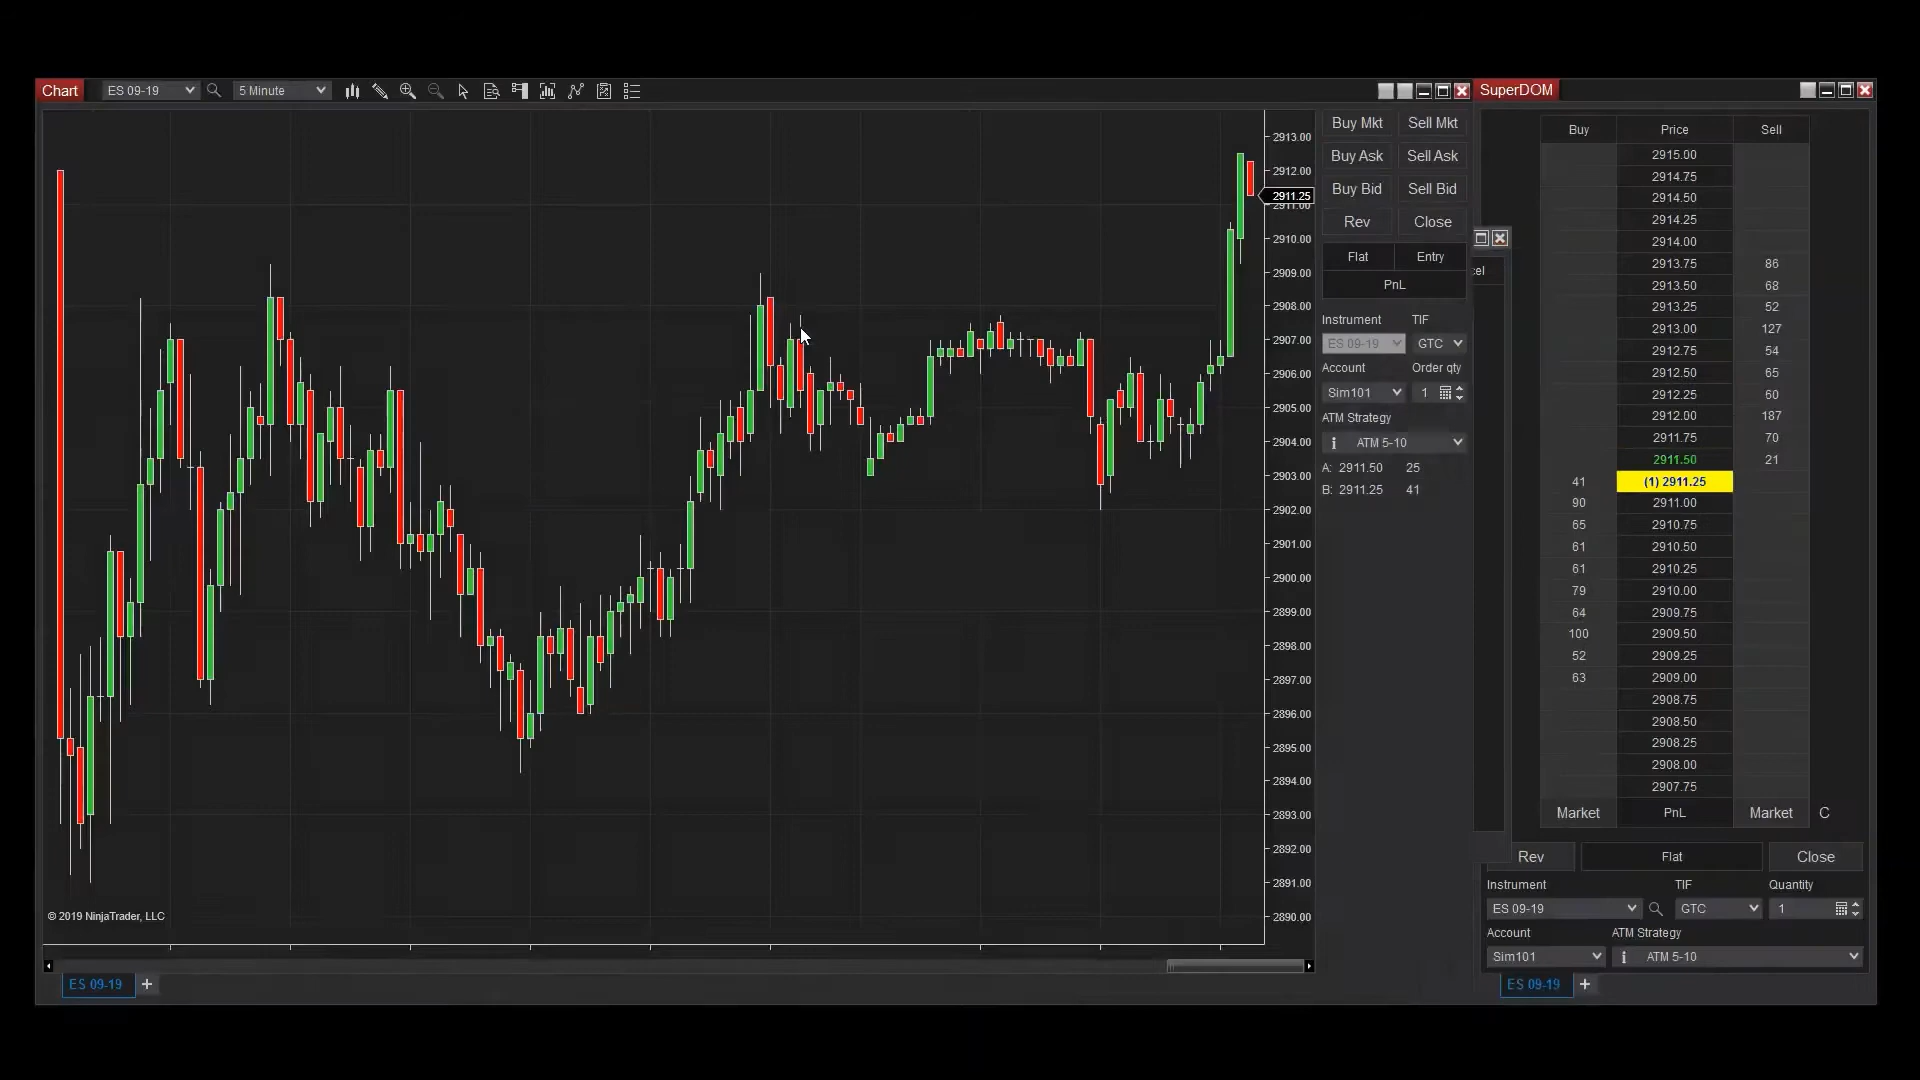 Chart ES 09-19 5 Minute
2913.00
2912.00
2911.25
2911.00
2910.00
2909.00
2908.00
2907.00
2906.00
2905.00
2904.00
2903.00
2902.00
2901.00
2900.00
2899.00
2898.00
2897.00
2896.00
2895.00
2894.00
2893.00
2892.00
2891.00
2890.00
© 2019 NinjaTrader, LLC
ES 09-19 +
Buy Mkt Sell Mkt
Buy Ask Sell Ask
Buy Bid Sell Bid
Rev Close
Flat Entry
PnL
Instrument TIF
ES 09-19 GTC
Account Order qty
Sim101 1
ATM Strategy
i ATM 5-10
A: 2911.50 25
B: 2911.25 41
cel
SuperDOM
Buy Price Sell
2915.00
2914.75
2914.50
2914.25
2914.00
2913.75 86
2913.50 68
2913.25 52
2913.00 127
2912.75 54
2912.50 65
2912.25 60
2912.00 187
2911.75 70
2911.50 21
41 (1) 2911.25
90 2911.00
65 2910.75
61 2910.50
61 2910.25
79 2910.00
64 2909.75
100 2909.50
52 2909.25
63 2909.00
2908.75
2908.50
2908.25
2908.00
2907.75
Market PnL Market C
Rev Flat Close
Instrument TIF Quantity
ES 09-19 GTC 1
Account ATM Strategy
Sim101 i ATM 5-10
ES 09-19 +